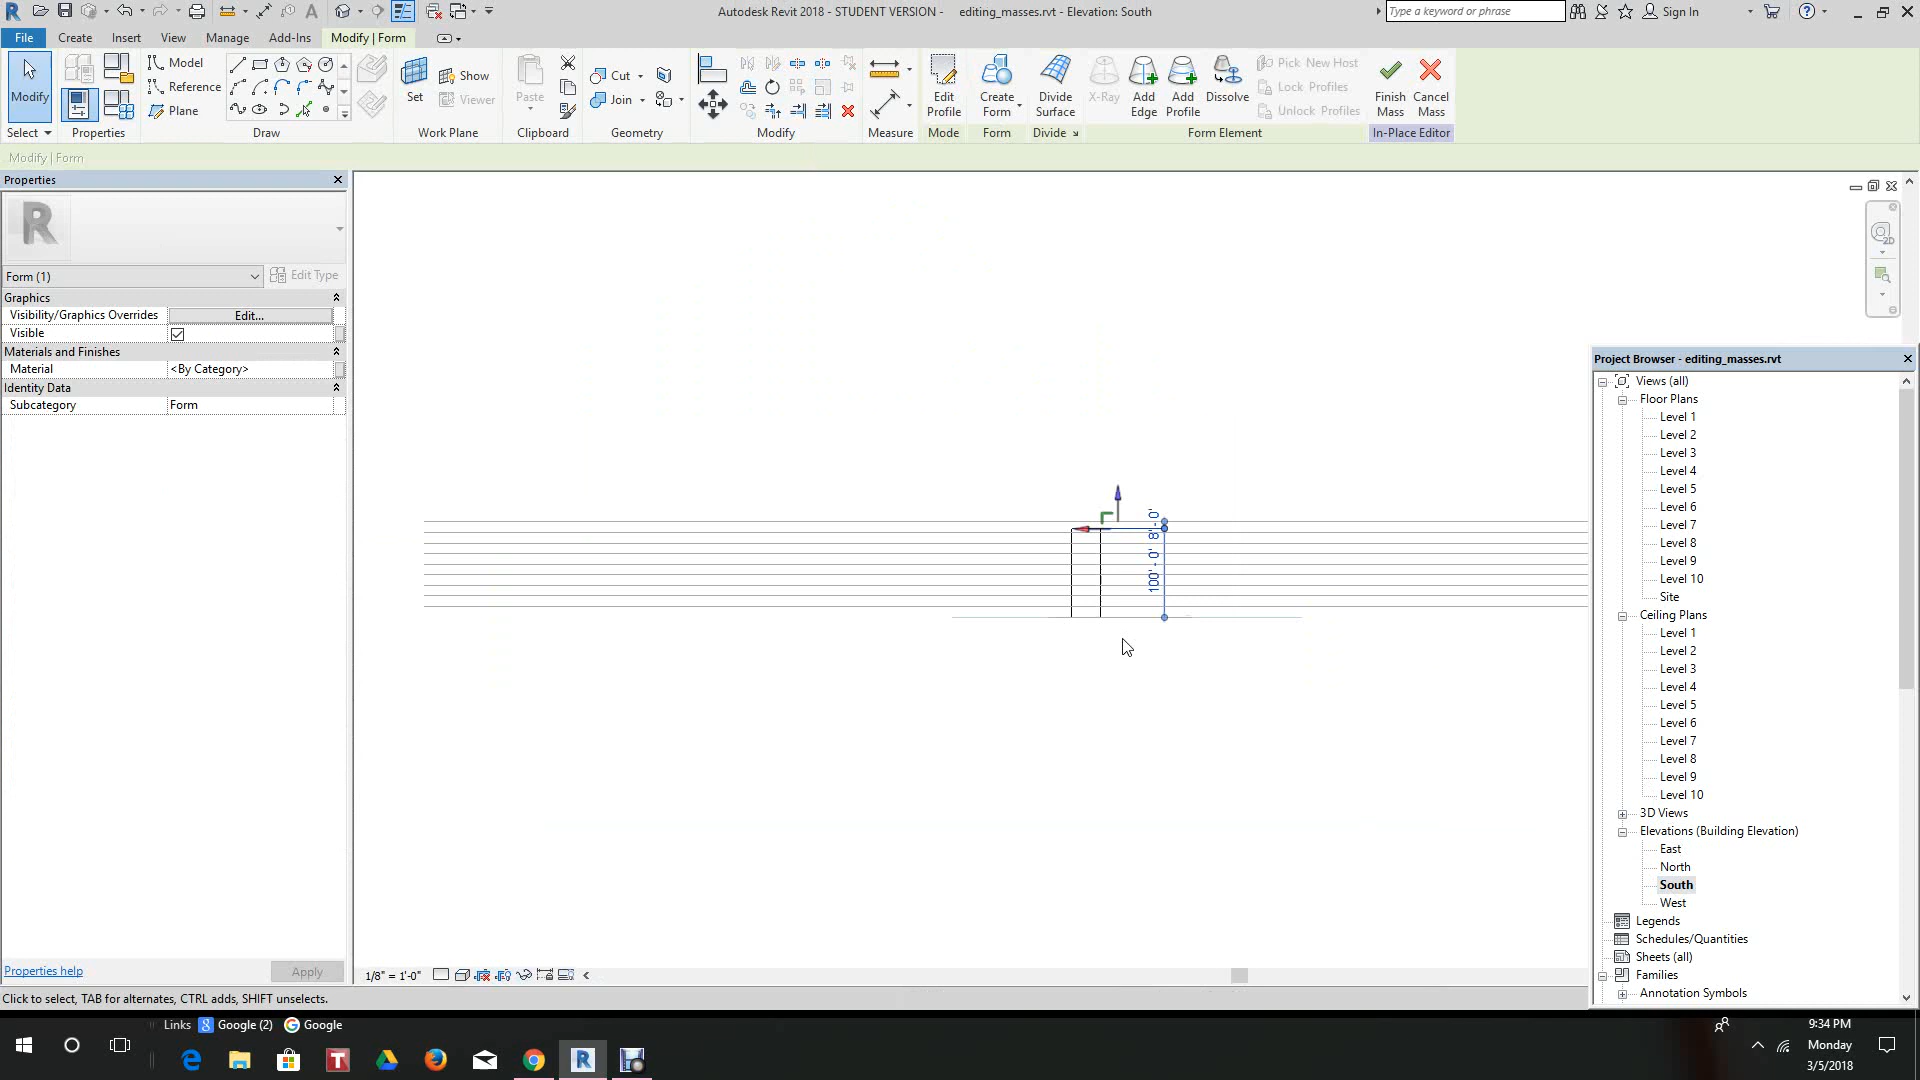 Autodesk Revit 2018 - STUDENT VERSION - editing_masses.rvt - Elevation: South
Type a keyword or phrase
Sign In
File Create Insert View Manage Add-Ins Modify | Form
Modify
Select
Properties
Model
Reference
Plane
Draw
Set
Show
Viewer
Work Plane
Paste
Clipboard
Cut
Join
Geometry
Modify
Measure
Edit
Profile
Mode
Create
Form
Form
Divide
Surface
Divide
X-Ray
Add
Edge
Add
Profile
Dissolve
Pick New Host
Lock Profiles
Unlock Profiles
Form Element
Finish
Mass
Cancel
Mass
In-Place Editor
Modify | Form
Properties
R
Form (1)
Edit Type
Graphics
Visibility/Graphics Overrides Edit...
Visible
Materials and Finishes
Material <By Category>
Identity Data
Subcategory Form
Properties help
Apply
8' - 0"
100' - 0"
2D
1/8" = 1'-0"
Project Browser - editing_masses.rvt
Views (all)
Floor Plans
Level 1
Level 2
Level 3
Level 4
Level 5
Level 6
Level 7
Level 8
Level 9
Level 10
Site
Ceiling Plans
Level 1
Level 2
Level 3
Level 4
Level 5
Level 6
Level 7
Level 8
Level 9
Level 10
3D Views
Elevations (Building Elevation)
East
North
South
West
Legends
Schedules/Quantities
Sheets (all)
Families
Annotation Symbols
Click to select, TAB for alternates, CTRL adds, SHIFT unselects.
Links Google (2) Google
9:34 PM
Monday
3/5/2018